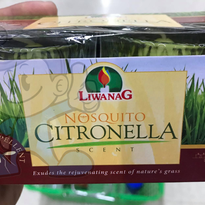 LIWANAG
NOSQUITO
CITRONELLA
SCENT
Exudes the rejuvenating scent of nature's grass